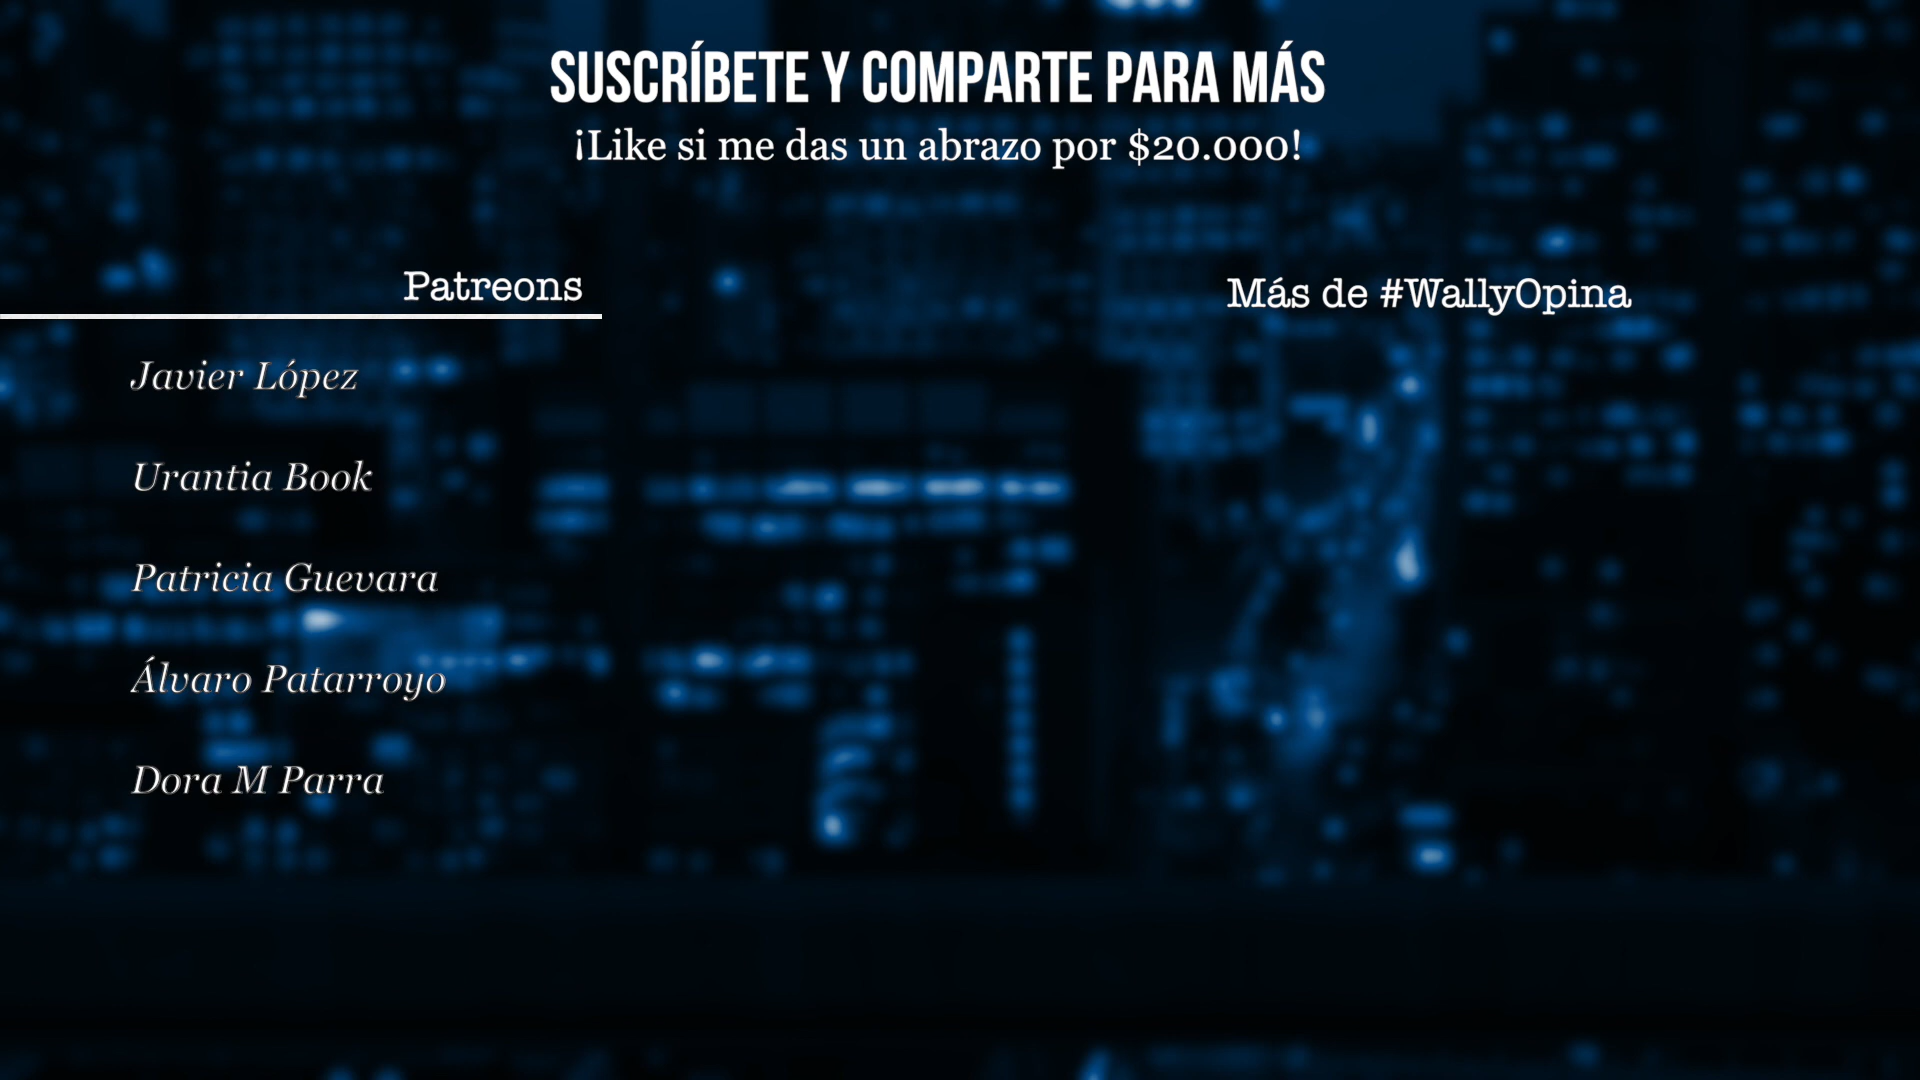 SUSCRÍBETE Y COMPARTE PARA MÁS
¡Like si me das un abrazo por $20.000!
Patreons
Javier López
Urantia Book
Patricia Guevara
Álvaro Patarroyo
Dora M Parra
Más de #WallyOpina